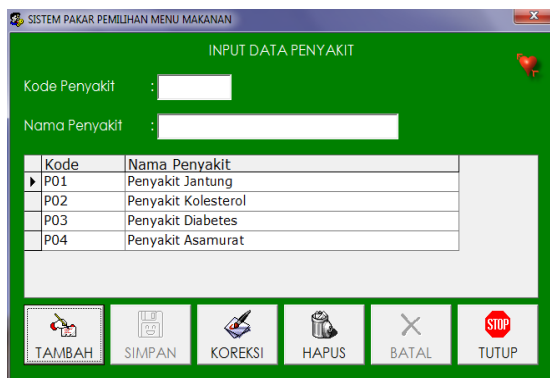 SISTEM PAKAR PEMILIHAN MENU MAKANAN
INPUT DATA PENYAKIT
Kode Penyakit :
Nama Penyakit :
Kode Nama Penyakit
P01 Penyakit Jantung
P02 Penyakit Kolesterol
P03 Penyakit Diabetes
P04 Penyakit Asamurat
STOP
TAMBAH SIMPAN KOREKSI HAPUS BATAL TUTUP